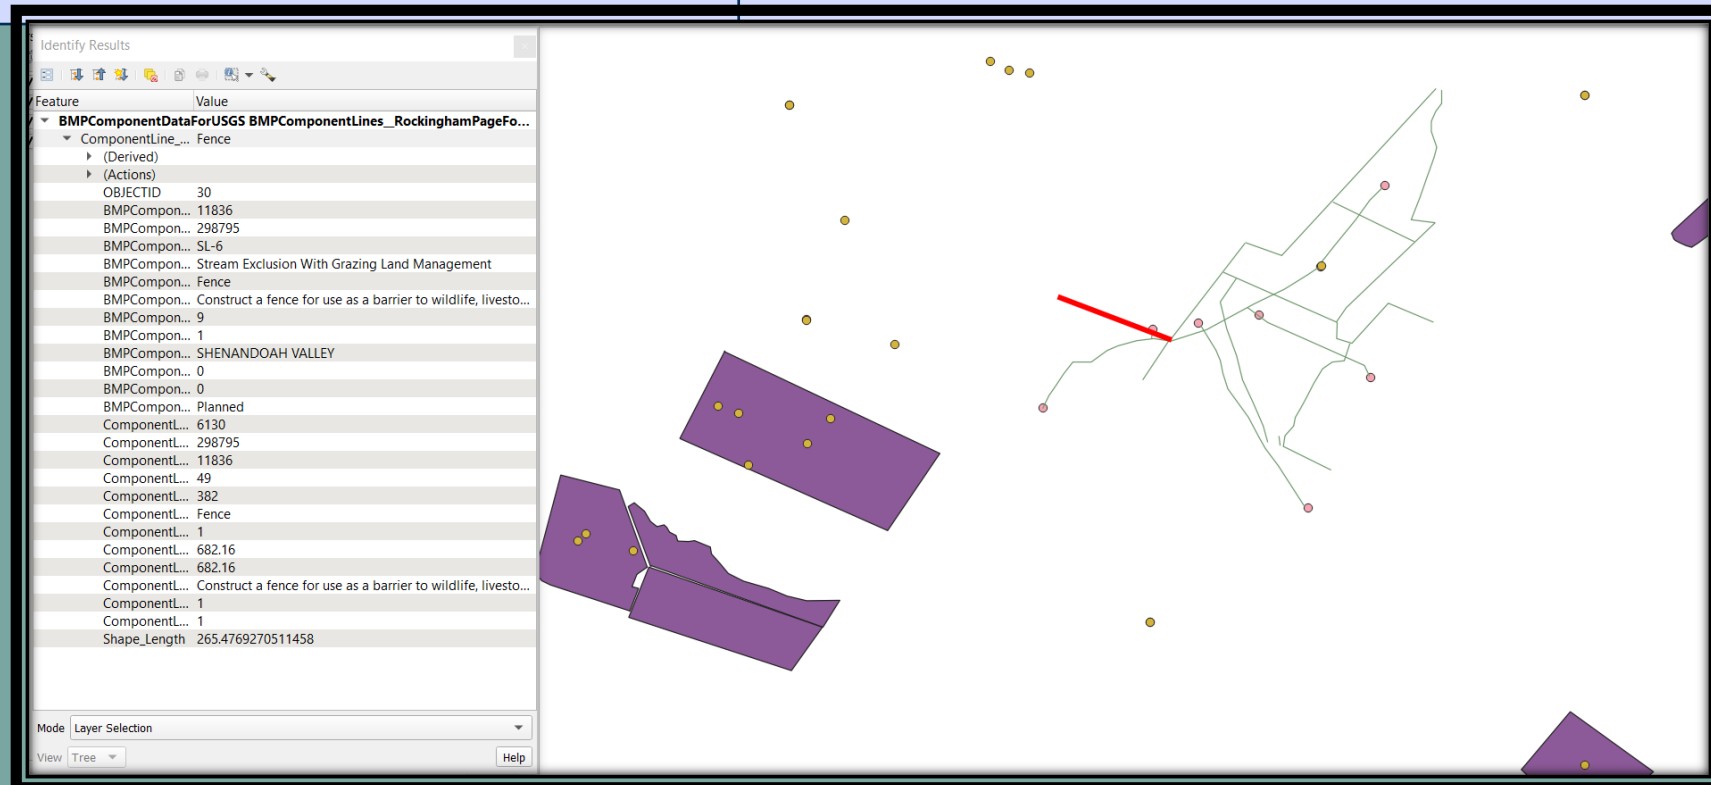 Identify Results
Feature Value
BMPComponentDataForUSGS BMPComponentLines__RockinghamPageFo...
ComponentLine_... Fence
(Derived)
(Actions)
OBJECTID 30
BMPCompon... 11836
BMPCompon... 298795
BMPCompon... SL-6
BMPCompon... Stream Exclusion With Grazing Land Management
BMPCompon... Fence
BMPCompon... Construct a fence for use as a barrier to wildlife, livesto...
BMPCompon... 9
BMPCompon... 1
BMPCompon... SHENANDOAH VALLEY
BMPCompon... 0
BMPCompon... 0
BMPCompon... Planned
ComponentL... 6130
ComponentL... 298795
ComponentL... 11836
ComponentL... 49
ComponentL... 382
ComponentL... Fence
ComponentL... 1
ComponentL... 682.16
ComponentL... 682.16
ComponentL... Construct a fence for use as a barrier to wildlife, livesto...
ComponentL... 1
ComponentL... 1
Shape_Length 265.4769270511458
Mode Layer Selection
View Tree Help